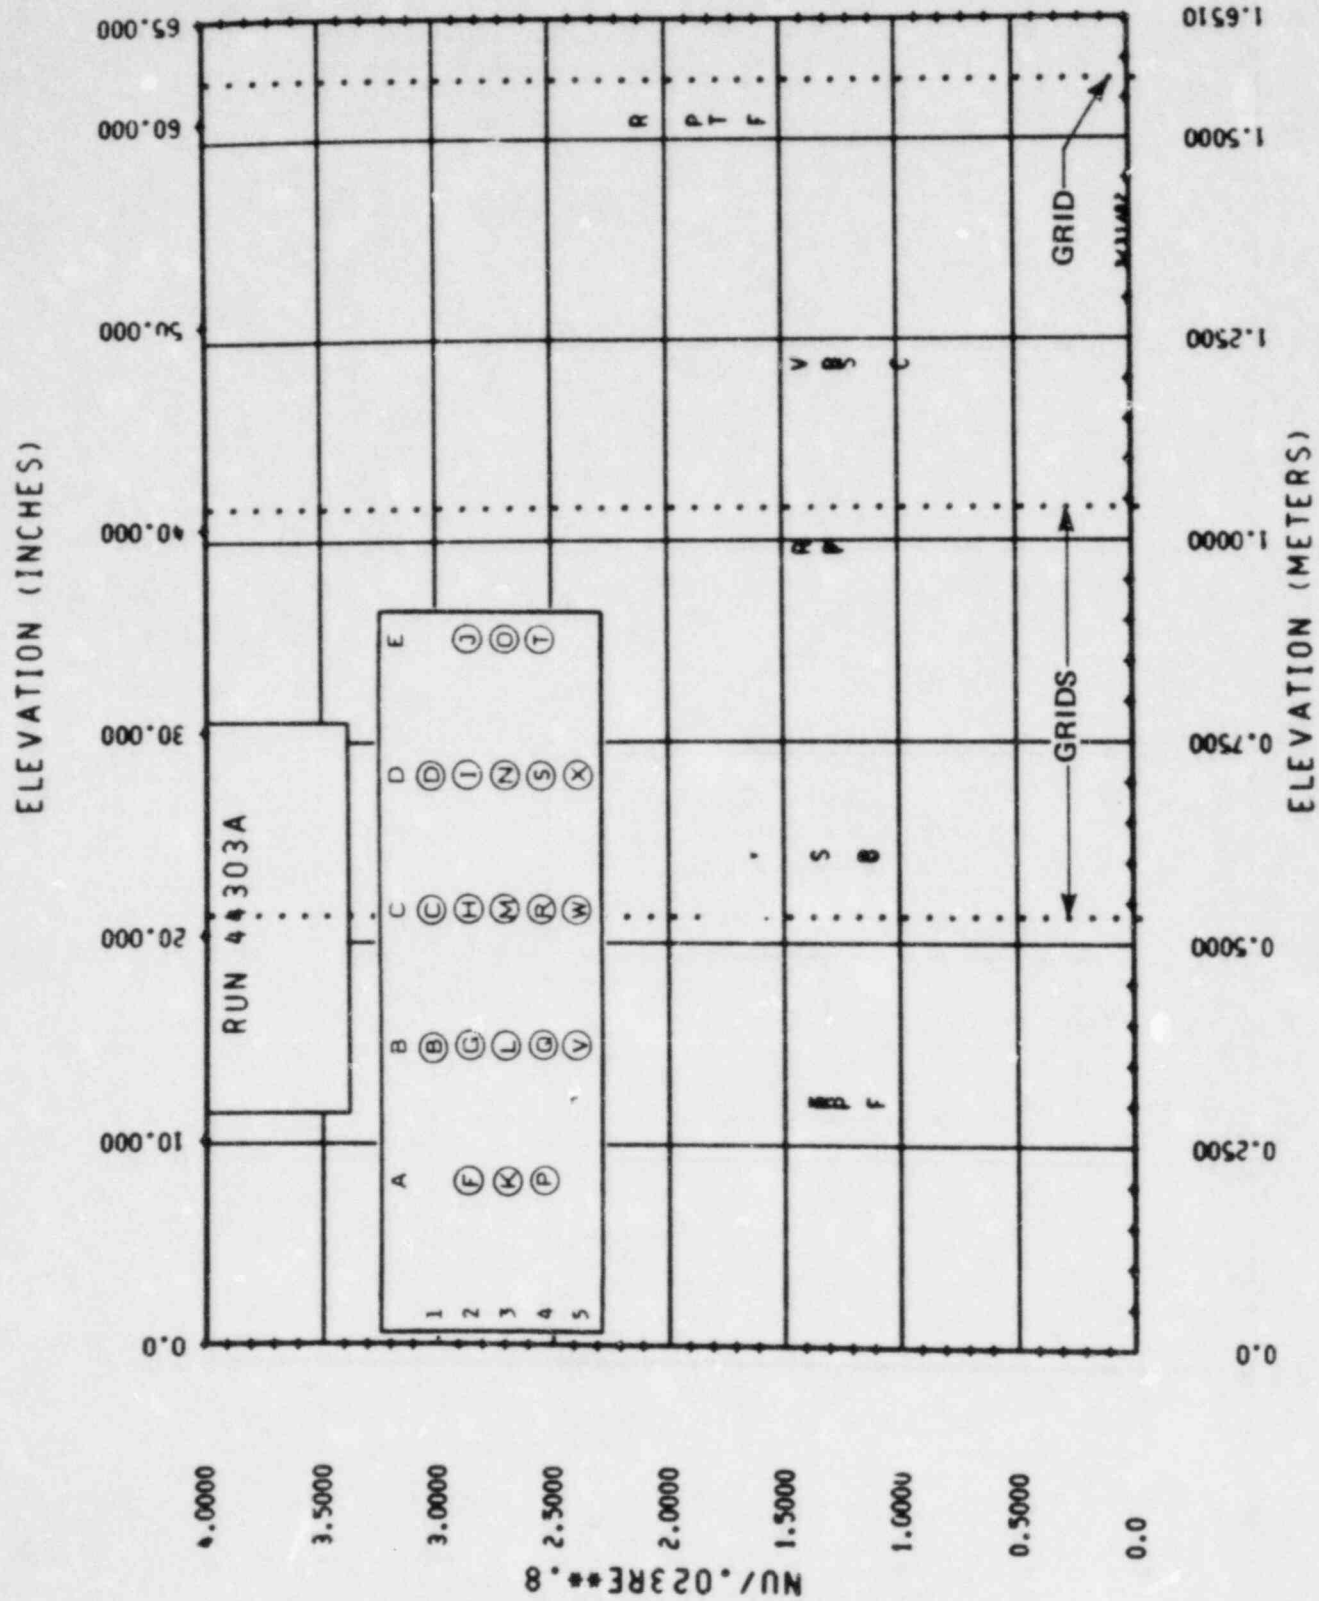 ELEVATION (INCHES)
0.0
10.000
20.000
30.000
40.000
50.000
60.000
65.000
NU/.023RE**.8
4.0000
3.5000
3.0000
2.5000
2.0000
1.5000
1.0000
0.5000
0.0
RUN 44303A
A B C D E
1 B C D
2 F G H I J
3 K L M N O
4 P Q R S T
5 V W X
R
P
T
F
V
B
S
C
R
S
B
P
F
GRIDS
GRID
0.0
0.2500
0.5000
0.7500
1.0000
1.2500
1.5000
1.6510
ELEVATION (METERS)